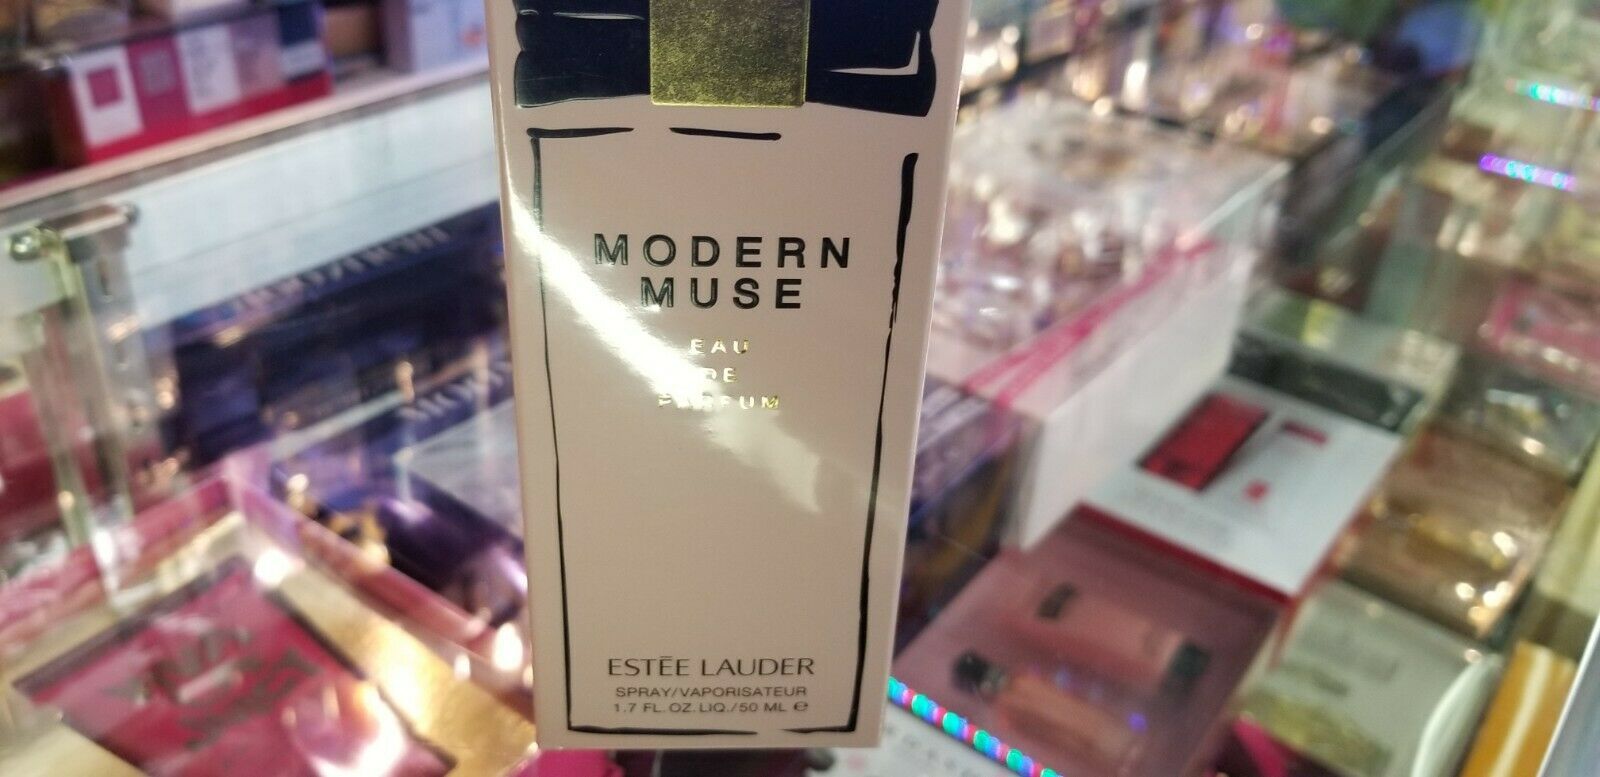 MODERN
MUSE
EAU
DE
PARFUM
ESTĒE LAUDER
SPRAY/VAPORISATEUR
1.7 FL.OZ.LIQ./50 ML ℮